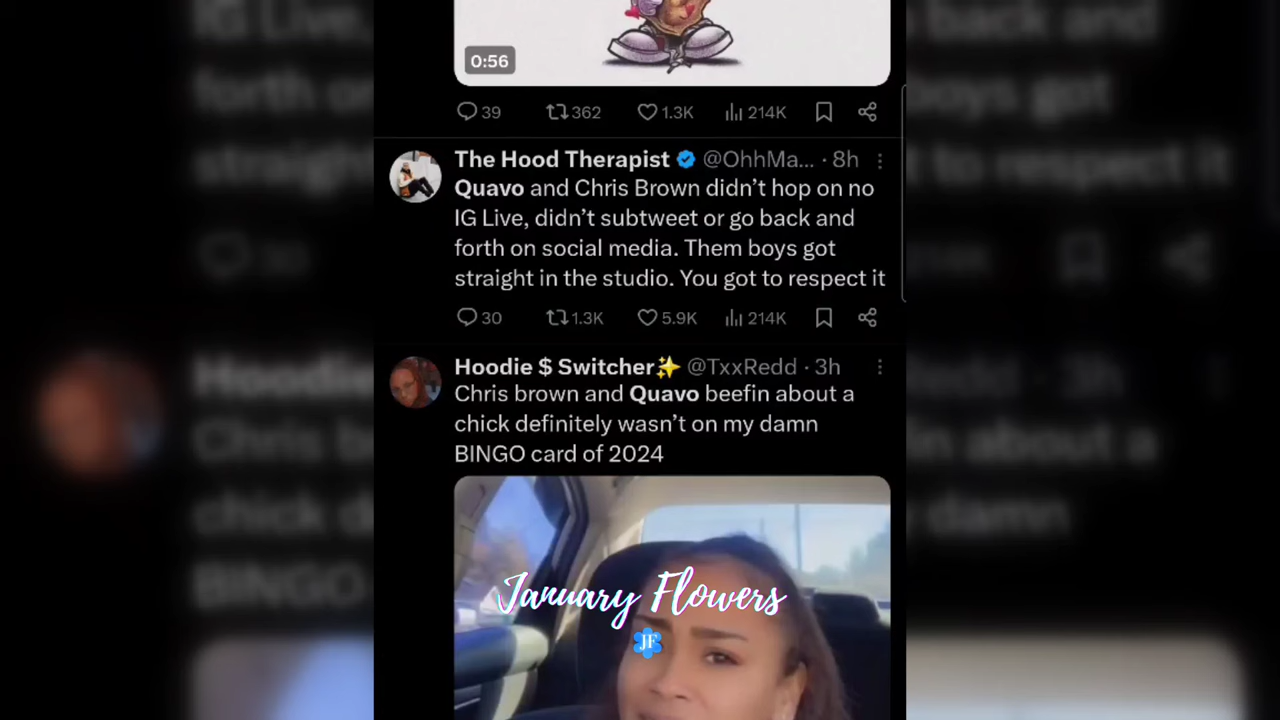 0:56
39 362 1.3K 214K
The Hood Therapist @OhhMa... · 8h
Quavo and Chris Brown didn't hop on no
IG Live, didn't subtweet or go back and
forth on social media. Them boys got
straight in the studio. You got to respect it
30 1.3K 5.9K 214K
Hoodie $ Switcher✨ @TxxRedd · 3h
Chris brown and Quavo beefin about a
chick definitely wasn't on my damn
BINGO card of 2024
January Flowers
JF